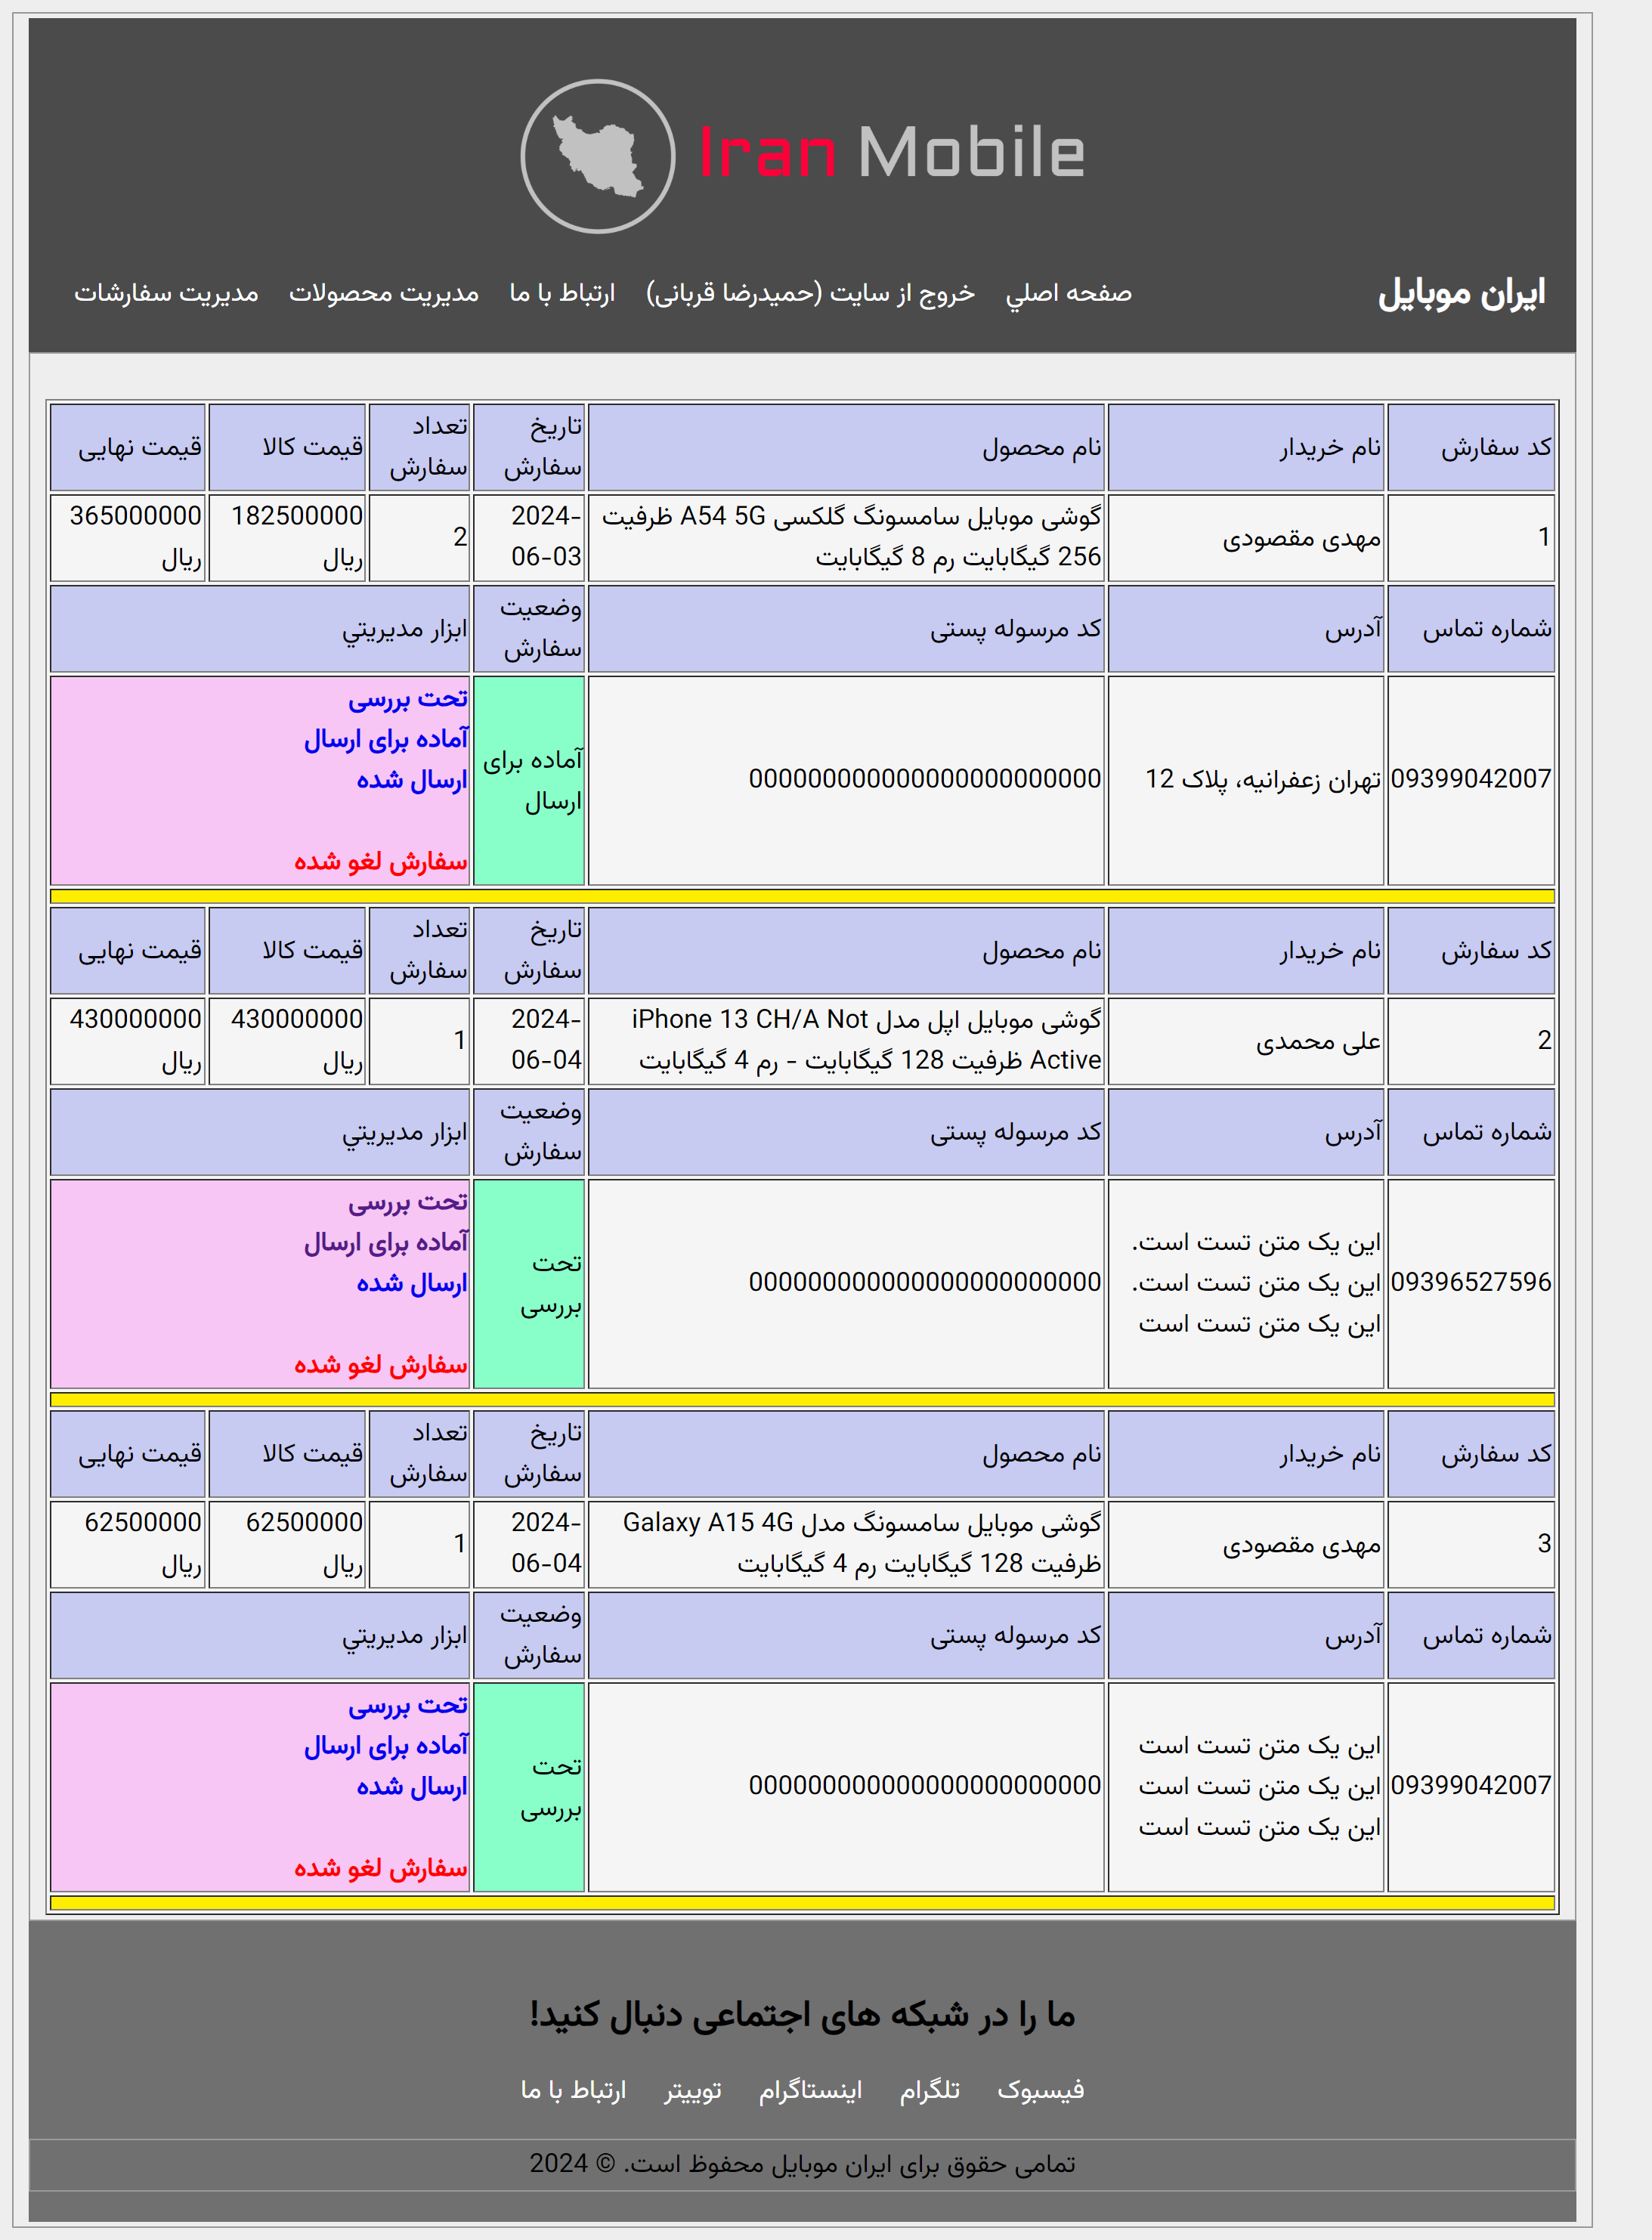 Iran Mobile
ایران موبایل
صفحه اصلي خروج از سایت (حمیدرضا قربانی) ارتباط با ما مدیریت محصولات مدیریت سفارشات
کد سفارش
نام خریدار
نام محصول
تاریخ
سفارش
تعداد
سفارش
قیمت کالا
قیمت نهایی
1
مهدی مقصودی
گوشی موبایل سامسونگ گلکسی A54 5G ظرفیت
256 گیگابایت رم 8 گیگابایت
2024-
06-03
2
182500000
ریال
365000000
ریال
شماره تماس
آدرس
کد مرسوله پستی
وضعیت
سفارش
ابزار مدیریتي
09399042007
تهران زعفرانیه، پلاک 12
000000000000000000000000
آماده برای
ارسال
تحت بررسی
آماده برای ارسال
ارسال شده
سفارش لغو شده
کد سفارش
نام خریدار
نام محصول
تاریخ
سفارش
تعداد
سفارش
قیمت کالا
قیمت نهایی
2
علی محمدی
گوشی موبایل اپل مدل iPhone 13 CH/A Not
Active ظرفیت 128 گیگابایت - رم 4 گیگابایت
2024-
06-04
1
430000000
ریال
430000000
ریال
شماره تماس
آدرس
کد مرسوله پستی
وضعیت
سفارش
ابزار مدیریتي
09396527596
این یک متن تست است.
این یک متن تست است.
این یک متن تست است
000000000000000000000000
تحت
بررسی
تحت بررسی
آماده برای ارسال
ارسال شده
سفارش لغو شده
کد سفارش
نام خریدار
نام محصول
تاریخ
سفارش
تعداد
سفارش
قیمت کالا
قیمت نهایی
3
مهدی مقصودی
گوشی موبایل سامسونگ مدل Galaxy A15 4G
ظرفیت 128 گیگابایت رم 4 گیگابایت
2024-
06-04
1
62500000
ریال
62500000
ریال
شماره تماس
آدرس
کد مرسوله پستی
وضعیت
سفارش
ابزار مدیریتي
09399042007
این یک متن تست است
این یک متن تست است
این یک متن تست است
000000000000000000000000
تحت
بررسی
تحت بررسی
آماده برای ارسال
ارسال شده
سفارش لغو شده
ما را در شبکه های اجتماعی دنبال کنید!
فیسبوک تلگرام اینستاگرام توییتر ارتباط با ما
تمامی حقوق برای ایران موبایل محفوظ است. © 2024